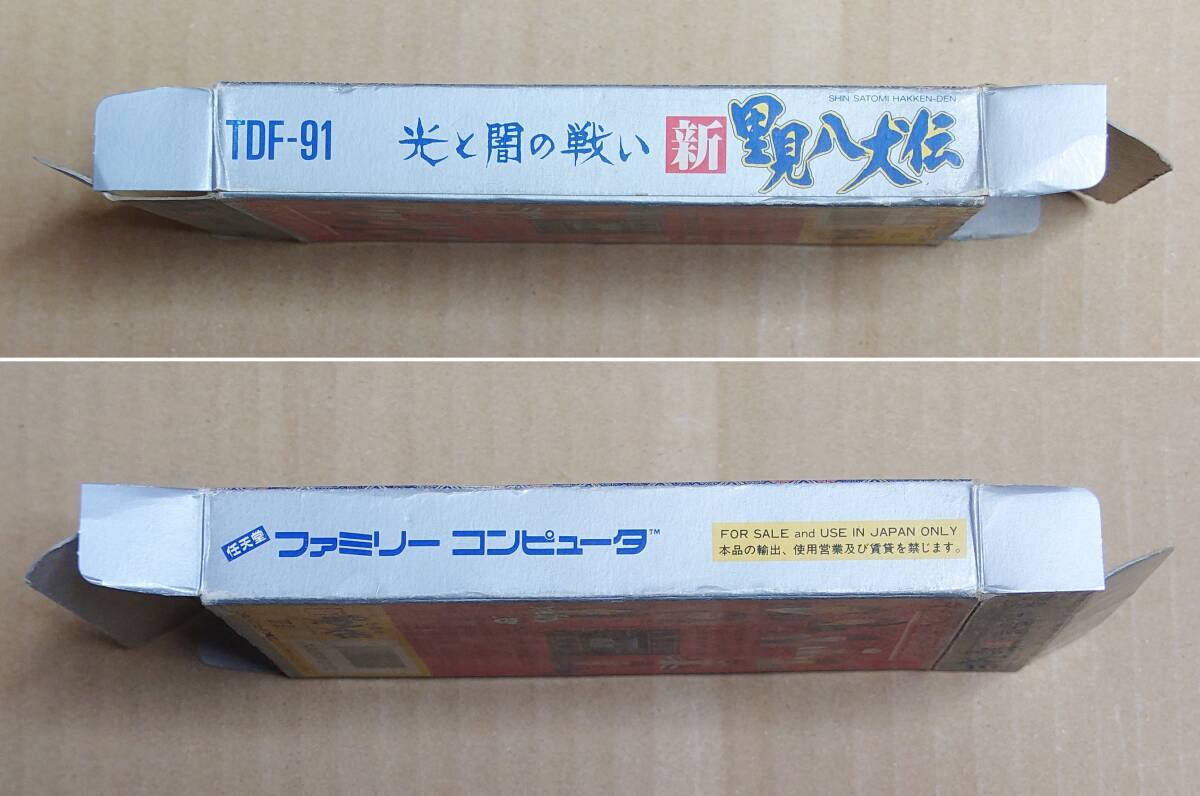 SHIN SATOMI HAKKEN-DEN
TDF-91 光と闇の戦い 新 里見八犬伝
任天堂 ファミリー コンピュータ™
FOR SALE and USE IN JAPAN ONLY
本品の輸出、使用営業及び賃貸を禁じます。